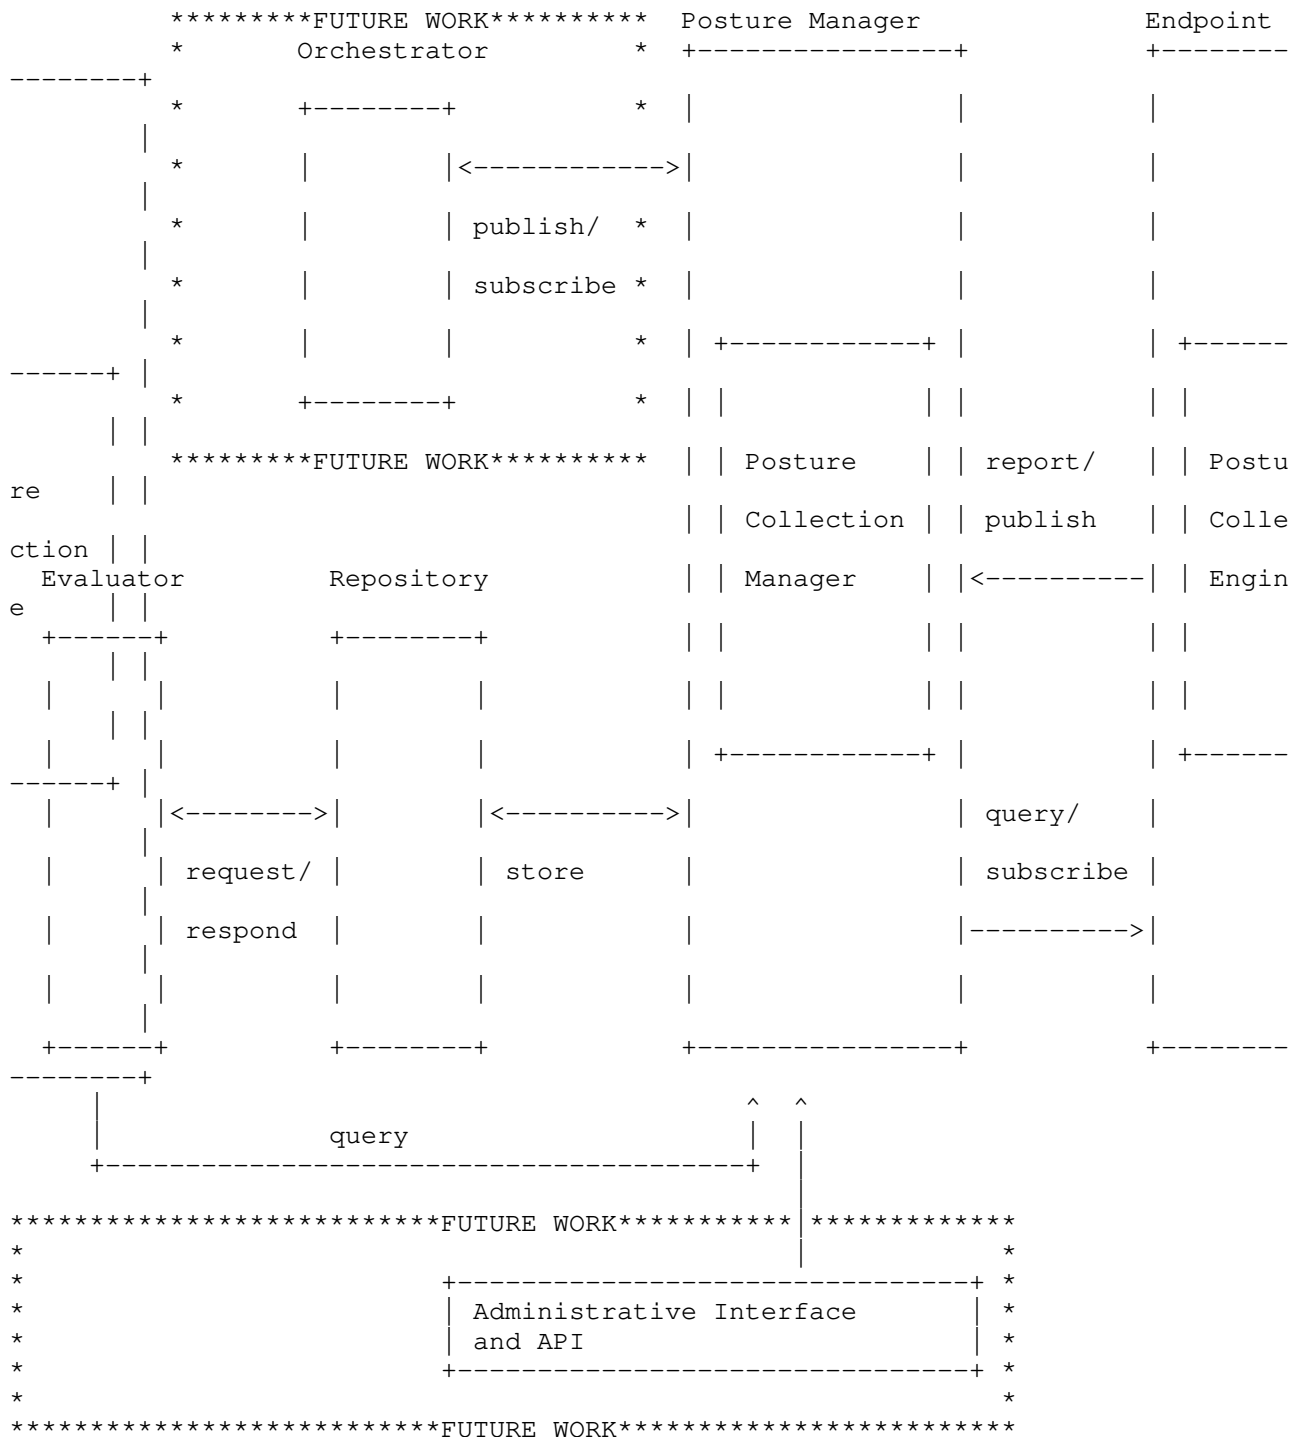 *********FUTURE WORK********** Posture Manager Endpoint
* Orchestrator * +----------------+ +--------
--------+
* +--------+ * | | |
|
* | |<------------>| | |
|
* | | publish/ * | | |
|
* | | subscribe * | | |
|
* | | * | +------------+ | | +------
------+ |
* +--------+ * | | | | | |
| |
*********FUTURE WORK********** | | Posture | | report/ | | Postu
re | |
| | Collection | | publish | | Colle
ction | |
Evaluator Repository | | Manager | |<----------| | Engin
e | |
+------+ +--------+ | | | | | |
| |
| | | | | | | | | |
| |
| | | | | +------------+ | | +------
------+ |
| |<-------->| |<---------->| | query/ |
|
| | request/ | | store | | subscribe |
|
| | respond | | | |---------->|
|
| | | | | | |
|
+------+ +--------+ +----------------+ +--------
--------+
| ^ ^
| query | |
+----------------------------------------+ |
|
***************************FUTURE WORK***********|*************
* | *
* +--------------------------------+ *
* | Administrative Interface | *
* | and API | *
* +--------------------------------+ *
* *
***************************FUTURE WORK*************************